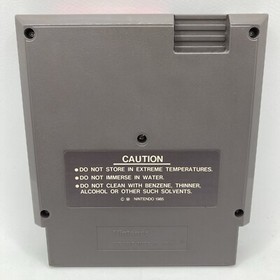 CAUTION
●DO NOT STORE IN EXTREME TEMPERATURES.
●DO NOT IMMERSE IN WATER.
●DO NOT CLEAN WITH BENZENE, THINNER,
ALCOHOL OR OTHER SUCH SOLVENTS.
NINTENDO 1985